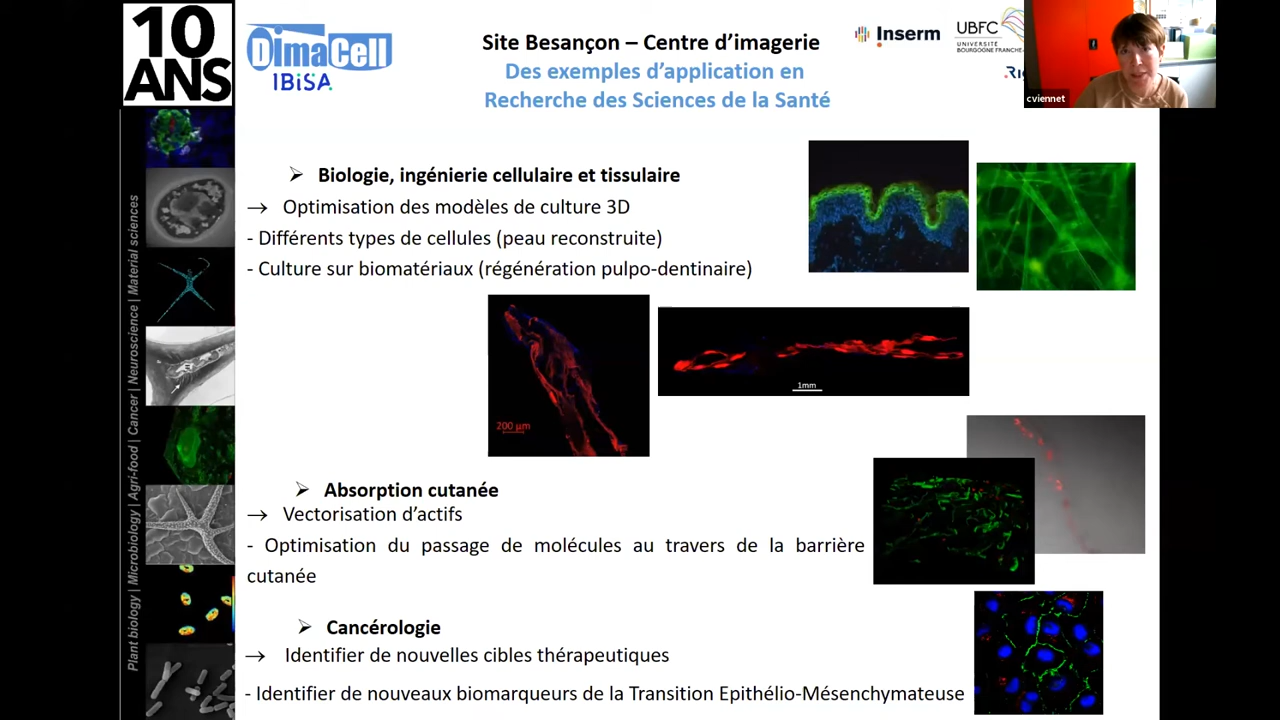 10
ANS
DimaCell
IBiSA
Site Besançon – Centre d'imagerie
Des exemples d'application en
Recherche des Sciences de la Santé
Inserm
UBFC
UNIVERSITÉ
BOURGOGNE FRANCHE
cviennet
Plant biology | Microbiology | Agri-food | Cancer | Neuroscience | Material sciences
➢ Biologie, ingénierie cellulaire et tissulaire
→ Optimisation des modèles de culture 3D
- Différents types de cellules (peau reconstruite)
- Culture sur biomatériaux (régénération pulpo-dentinaire)
200 µm
1mm
➢ Absorption cutanée
→ Vectorisation d'actifs
- Optimisation du passage de molécules au travers de la barrière
cutanée
➢ Cancérologie
→ Identifier de nouvelles cibles thérapeutiques
- Identifier de nouveaux biomarqueurs de la Transition Epithélio-Mésenchymateuse